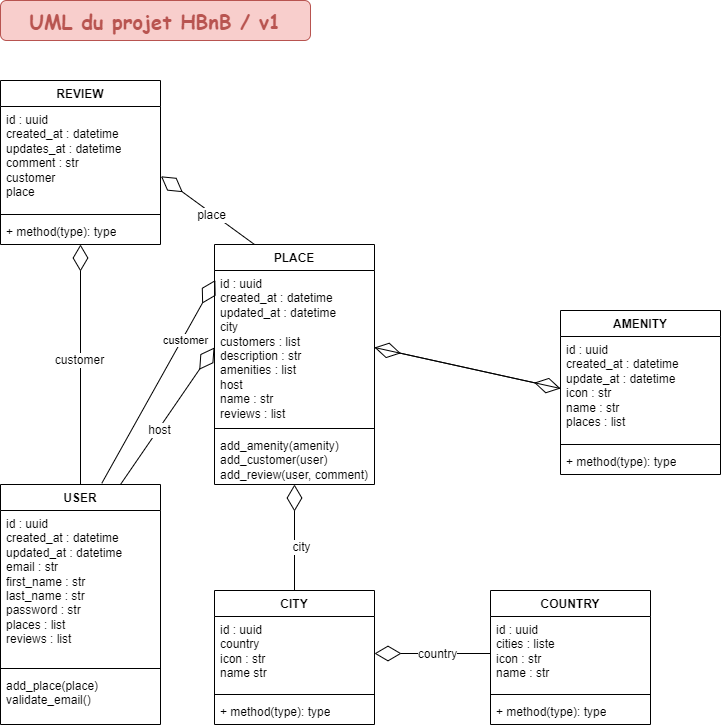 UML du projet HBnB / v1
REVIEW
id : uuid
created_at : datetime
updates_at : datetime
comment : str
customer
place
+ method(type): type
place
customer
PLACE
id : uuid
created_at : datetime
updated_at : datetime
city
customers : list
description : str
amenities : list
host
name : str
reviews : list
add_amenity(amenity)
add_customer(user)
add_review(user, comment)
customer
host
AMENITY
id : uuid
created_at : datetime
update_at : datetime
icon : str
name : str
places : list
+ method(type): type
USER
id : uuid
created_at : datetime
updated_at : datetime
email : str
first_name : str
last_name : str
password : str
places : list
reviews : list
add_place(place)
validate_email()
city
CITY
id : uuid
country
icon : str
name str
+ method(type): type
country
COUNTRY
id : uuid
cities : liste
icon : str
name : str
+ method(type): type